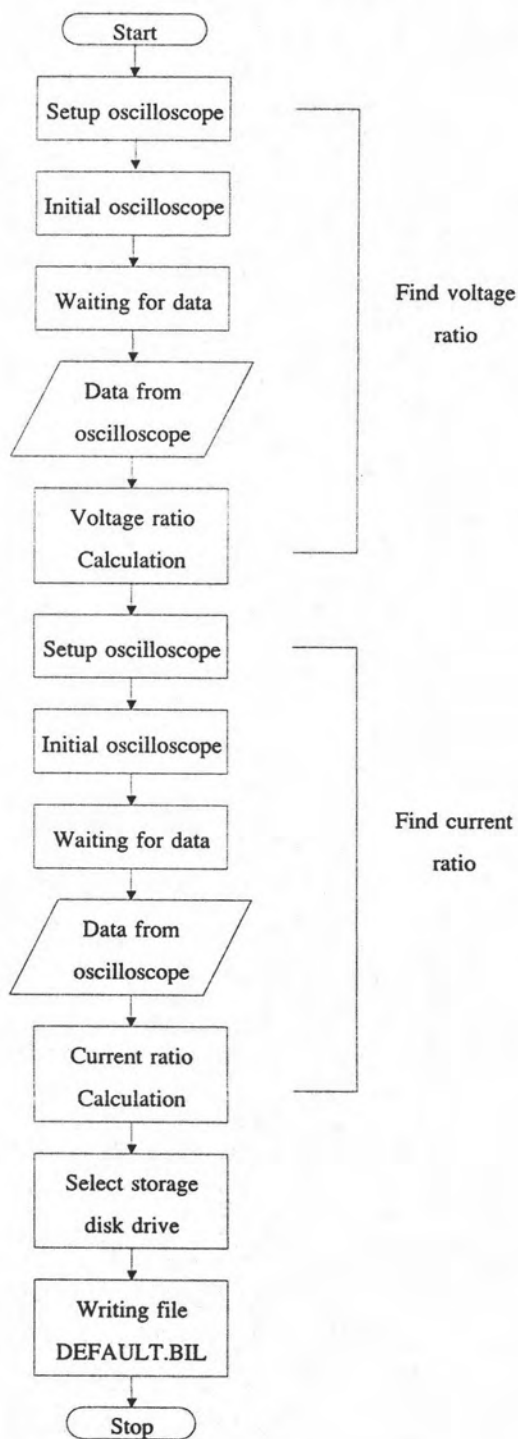 Start
Setup oscilloscope
Initial oscilloscope
Waiting for data
Data from
oscilloscope
Voltage ratio
Calculation
Find voltage
ratio
Setup oscilloscope
Initial oscilloscope
Waiting for data
Data from
oscilloscope
Current ratio
Calculation
Find current
ratio
Select storage
disk drive
Writing file
DEFAULT.BIL
Stop